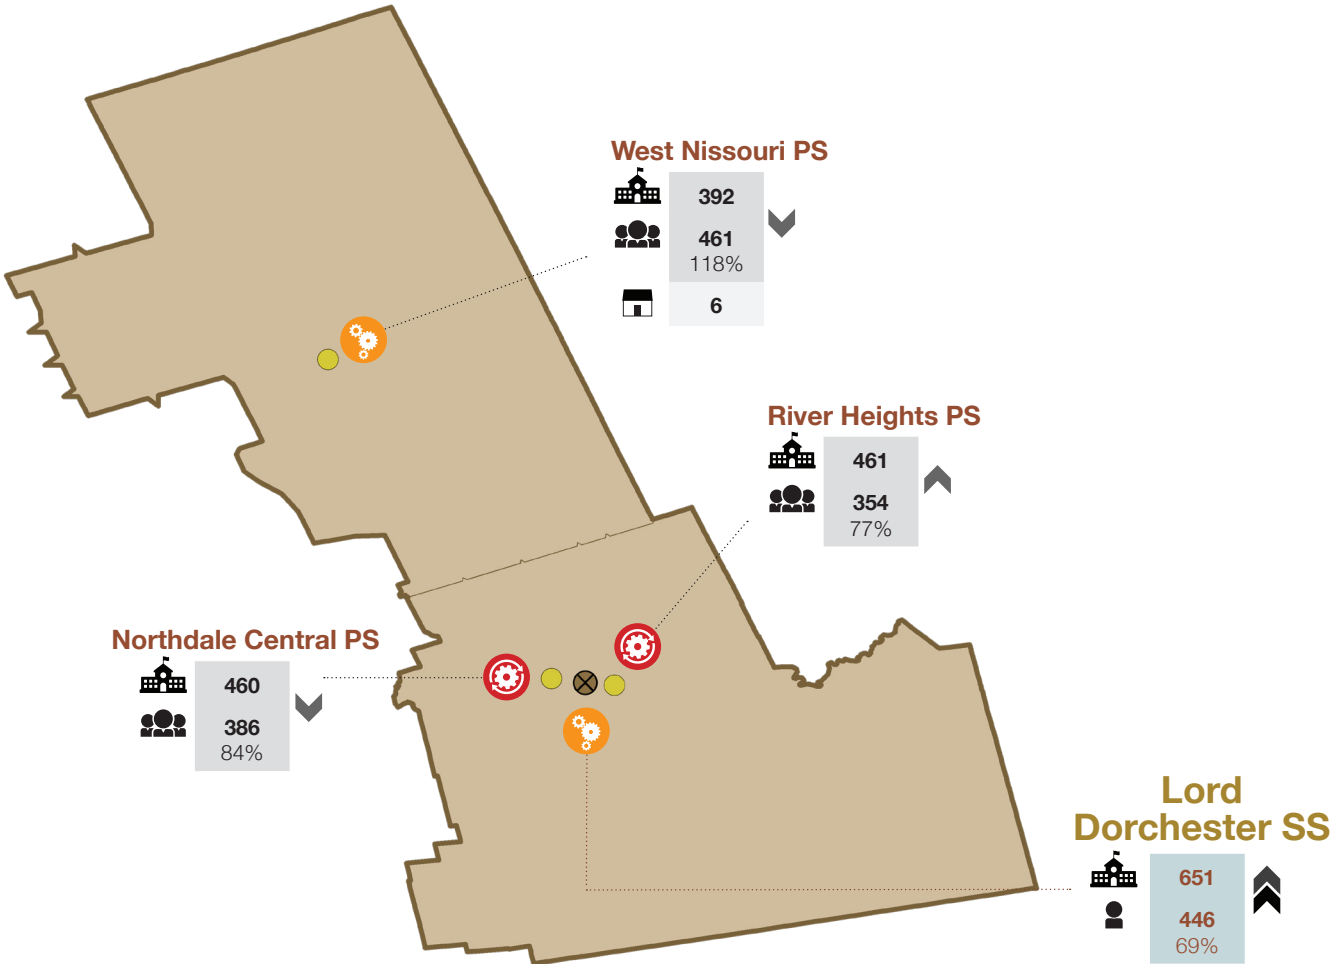 West Nissouri PS
392
461
118%
6
River Heights PS
461
354
77%
Northdale Central PS
460
386
84%
Lord
Dorchester SS
651
446
69%